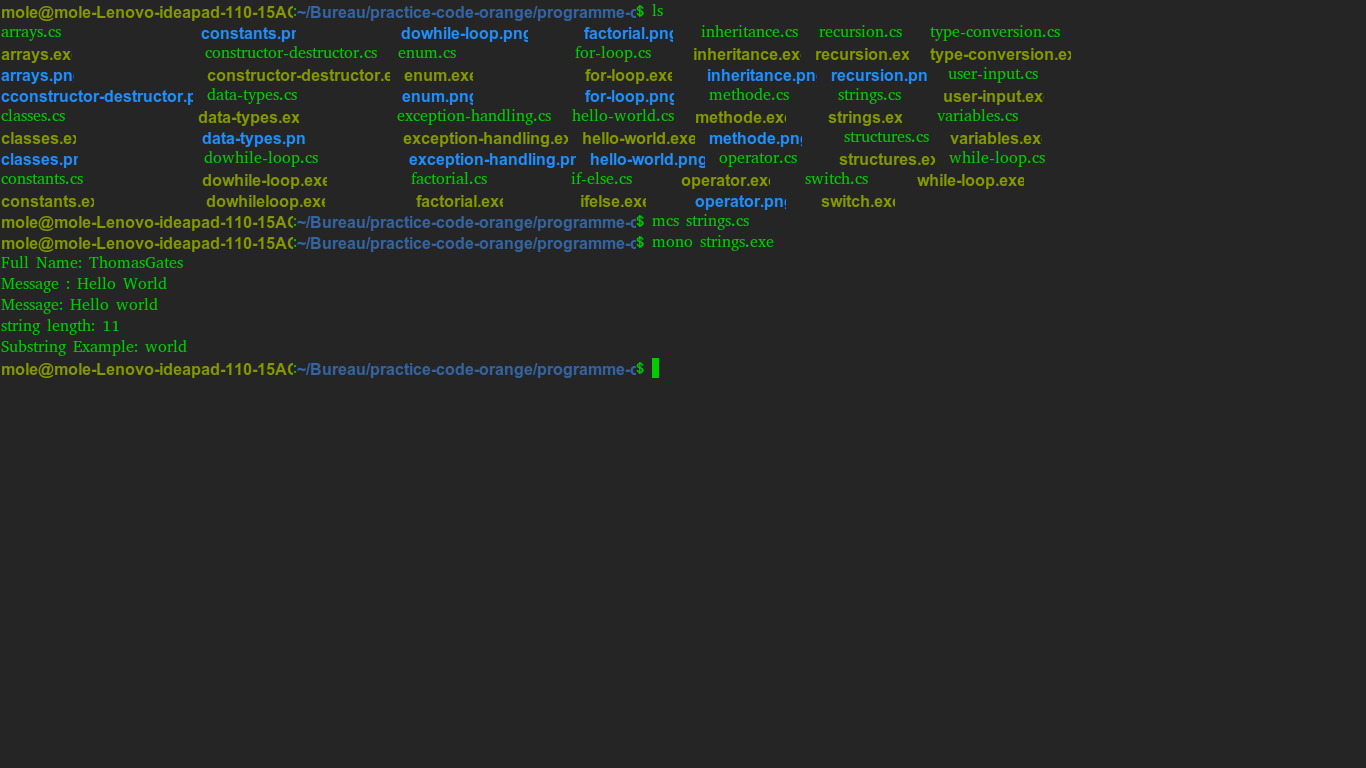 mole@mole-Lenovo-ideapad-110-15AC:~/Bureau/practice-code-orange/programme-c$ ls
arrays.cs constants.pn dowhile-loop.png factorial.png inheritance.cs recursion.cs type-conversion.cs
arrays.exe constructor-destructor.cs enum.cs for-loop.cs inheritance.exe recursion.ex type-conversion.ex
arrays.png constructor-destructor.e enum.exe for-loop.exe inheritance.png recursion.pn user-input.cs
cconstructor-destructor.p data-types.cs enum.png for-loop.png methode.cs strings.cs user-input.ex
classes.cs data-types.exe exception-handling.cs hello-world.cs methode.exe strings.ex variables.cs
classes.ex data-types.pn exception-handling.ex hello-world.exe methode.png structures.cs variables.ex
classes.pn dowhile-loop.cs exception-handling.pn hello-world.png operator.cs structures.ex while-loop.cs
constants.cs dowhile-loop.exe factorial.cs if-else.cs operator.exe switch.cs while-loop.exe
constants.ex dowhileloop.exe factorial.exe ifelse.exe operator.png switch.exe
mole@mole-Lenovo-ideapad-110-15AC:~/Bureau/practice-code-orange/programme-c$ mcs strings.cs
mole@mole-Lenovo-ideapad-110-15AC:~/Bureau/practice-code-orange/programme-c$ mono strings.exe
Full Name: ThomasGates
Message : Hello World
Message: Hello world
string length: 11
Substring Example: world
mole@mole-Lenovo-ideapad-110-15AC:~/Bureau/practice-code-orange/programme-c$